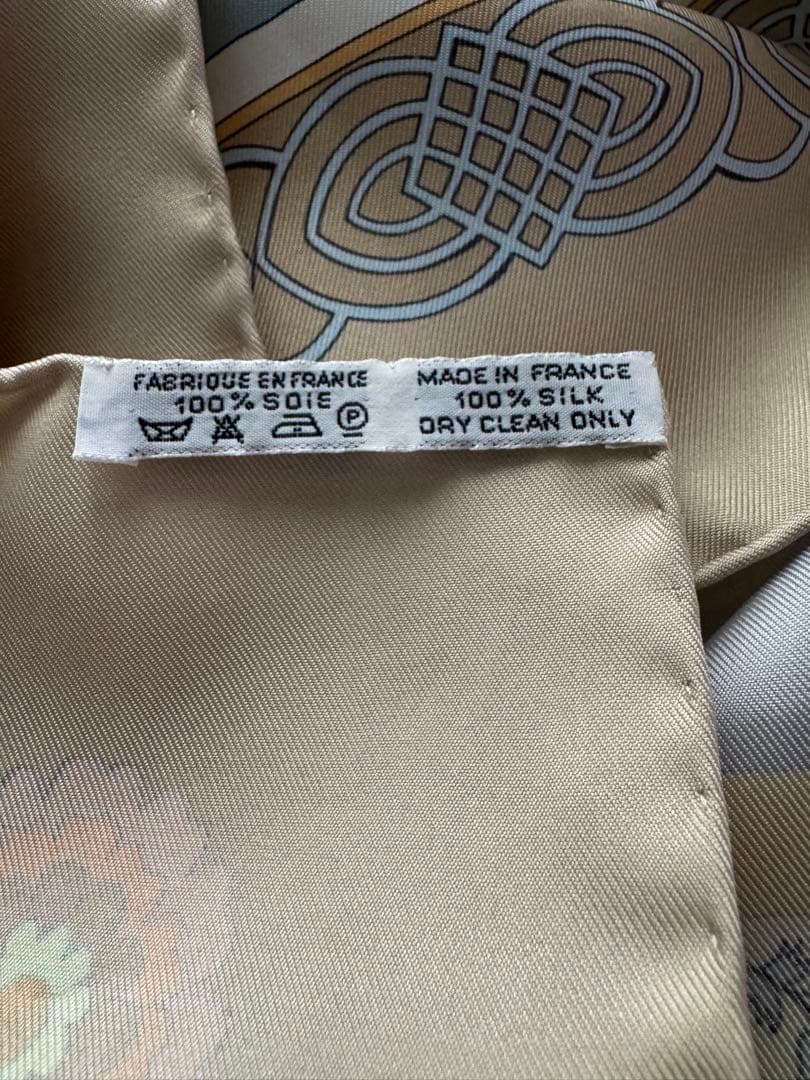 FABRIQUE EN FRANCE
100% SOIE
P
MADE IN FRANCE
100% SILK
DRY CLEAN ONLY